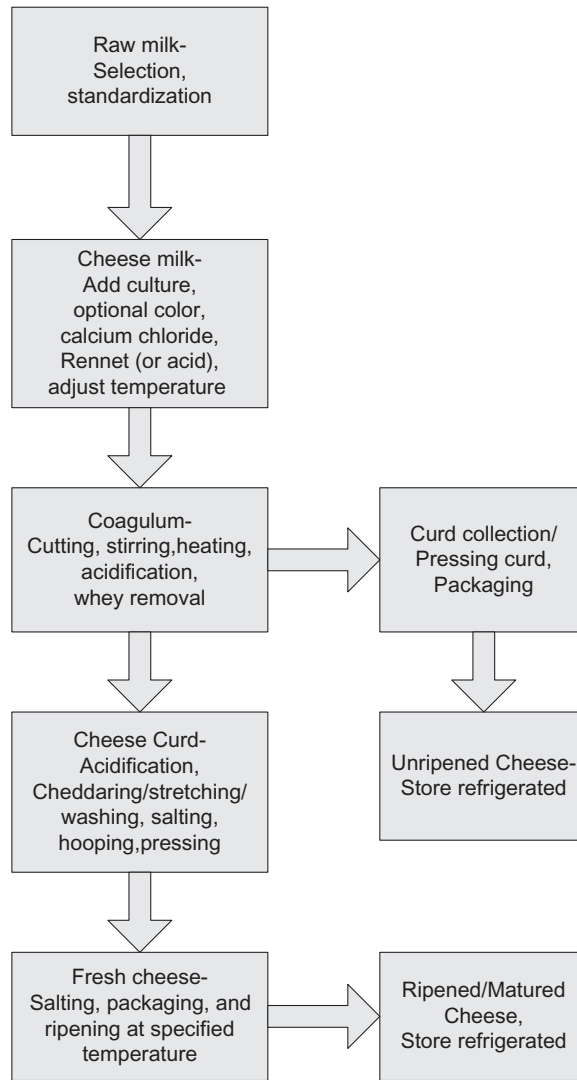 Raw milk-
Selection,
standardization
Cheese milk-
Add culture,
optional color,
calcium chloride,
Rennet (or acid),
adjust temperature
Coagulum-
Cutting, stirring,heating,
acidification,
whey removal
Curd collection/
Pressing curd,
Packaging
Cheese Curd-
Acidification,
Cheddaring/stretching/
washing, salting,
hooping,pressing
Unripened Cheese-
Store refrigerated
Fresh cheese-
Salting, packaging, and
ripening at specified
temperature
Ripened/Matured
Cheese,
Store refrigerated